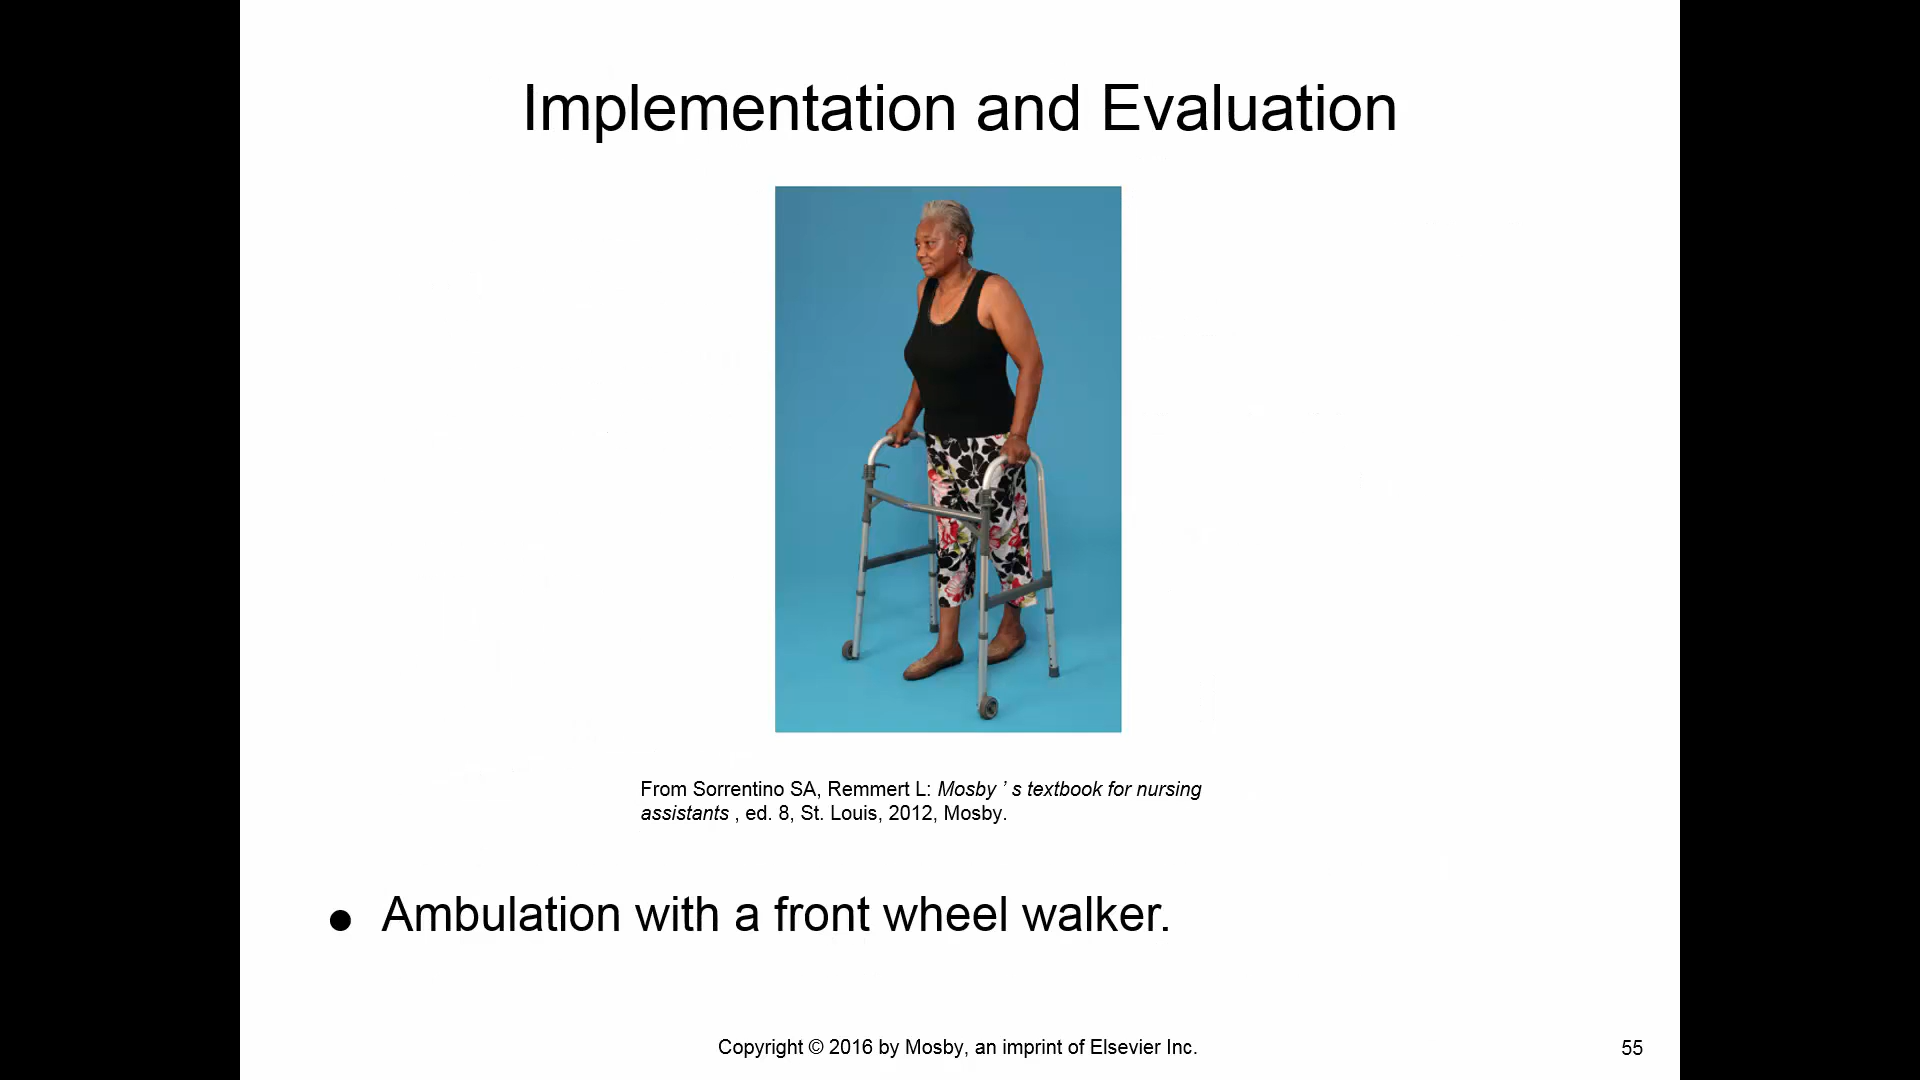 Implementation and Evaluation
From Sorrentino SA, Remmert L: Mosby ’ s textbook for nursing
assistants , ed. 8, St. Louis, 2012, Mosby.
● Ambulation with a front wheel walker.
Copyright © 2016 by Mosby, an imprint of Elsevier Inc.
55